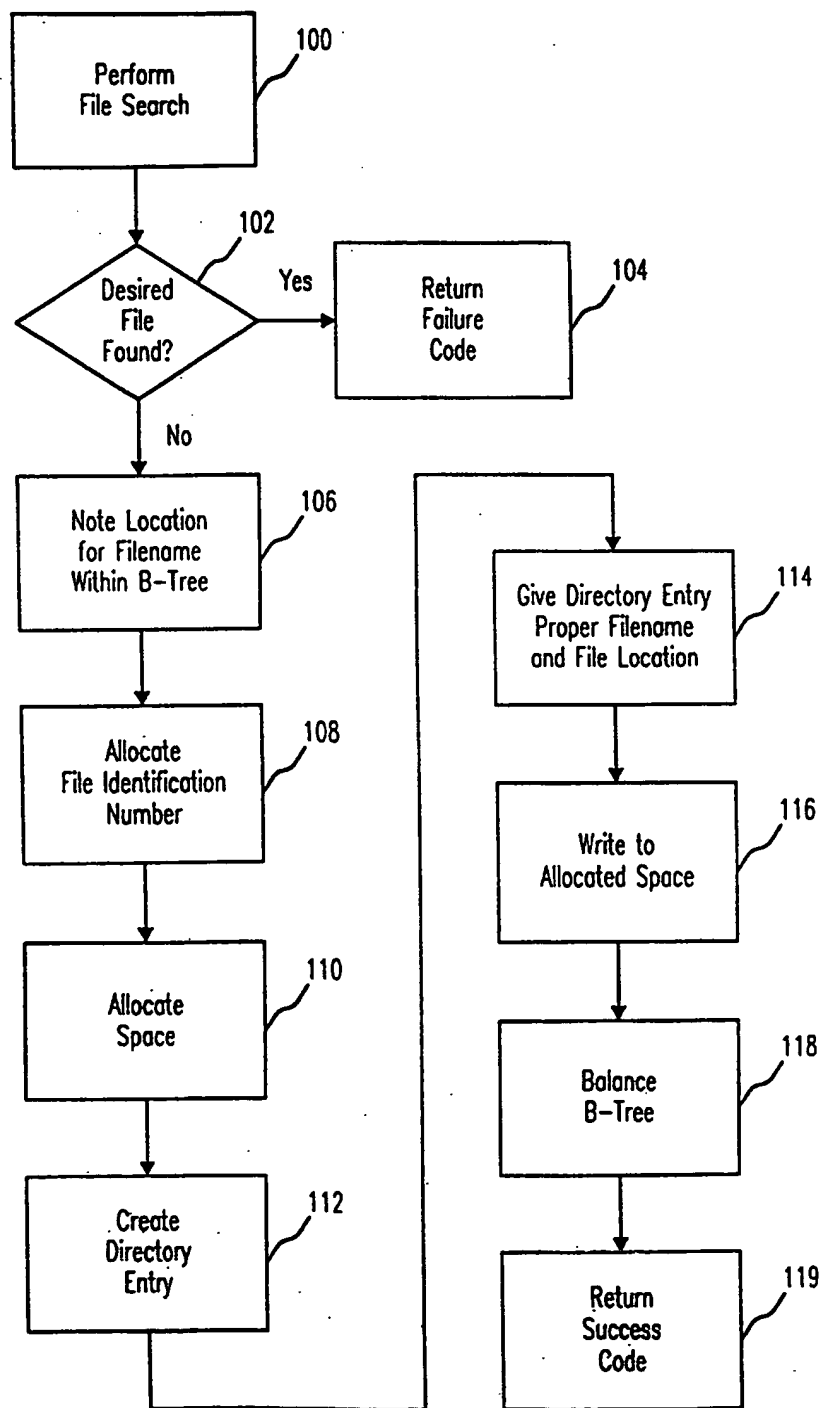 Perform
File Search
100
Desired
File
Found?
102
Yes
Return
Failure
Code
104
No
Note Location
for Filename
Within B-Tree
106
Allocate
File Identification
Number
108
Allocate
Space
110
Create
Directory
Entry
112
Give Directory Entry
Proper Filename
and File Location
114
Write to
Allocated Space
116
Balance
B-Tree
118
Return
Success
Code
119